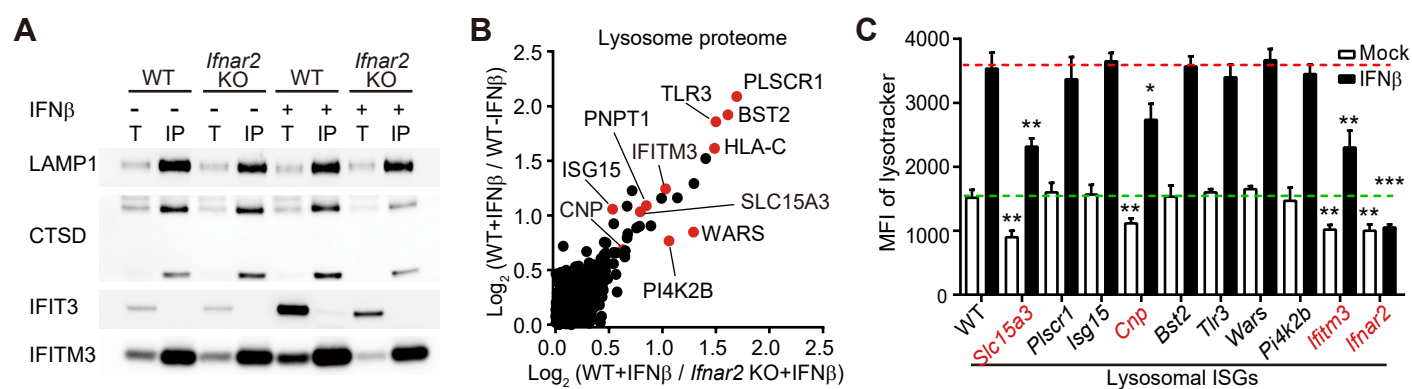 A
WT
Ifnar2
KO
WT
Ifnar2
KO
IFNβ - - - - + + + +
T IP T IP T IP T IP
LAMP1
CTSD
IFIT3
IFITM3
B
Lysosome proteome
Log2 (WT+IFNβ / WT-IFNβ)
2.5
2.0
1.5
1.0
0.5
0.0
PLSCR1
TLR3
BST2
PNPT1
HLA-C
IFITM3
ISG15
SLC15A3
CNP
WARS
PI4K2B
0.0 0.5 1.0 1.5 2.0 2.5
Log2 (WT+IFNβ / Ifnar2 KO+IFNβ)
C
MFI of lysotracker
4000
3000
2000
1000
0
Mock
IFNβ
**
**
**
*
**
**
**
***
WT
Slc15a3
Plscr1
Isg15
Cnp
Bst2
Tlr3
Wars
Pi4k2b
Ifitm3
Ifnar2
Lysosomal ISGs